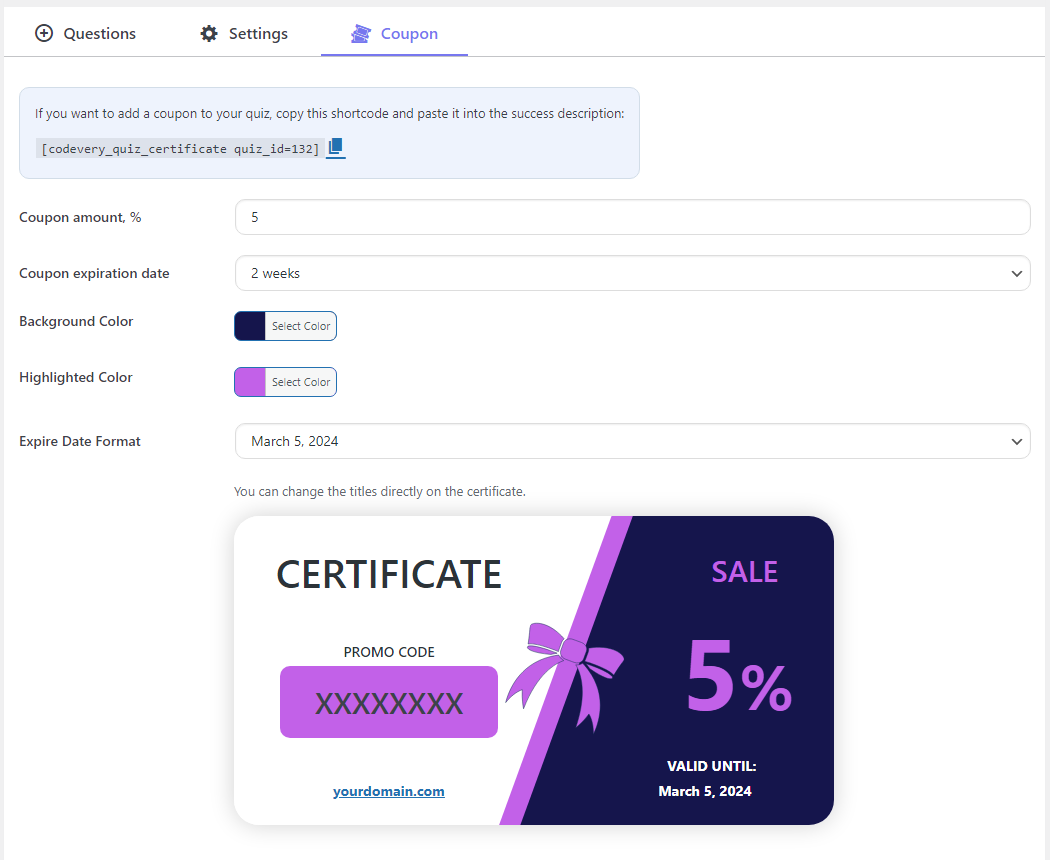 Questions
Settings
Coupon
If you want to add a coupon to your quiz, copy this shortcode and paste it into the success description:
[codevery_quiz_certificate quiz_id=132]
Coupon amount, %
5
Coupon expiration date
2 weeks
Background Color
Select Color
Highlighted Color
Select Color
Expire Date Format
March 5, 2024
You can change the titles directly on the certificate.
CERTIFICATE
PROMO CODE
XXXXXXXX
yourdomain.com
SALE
5%
VALID UNTIL:
March 5, 2024